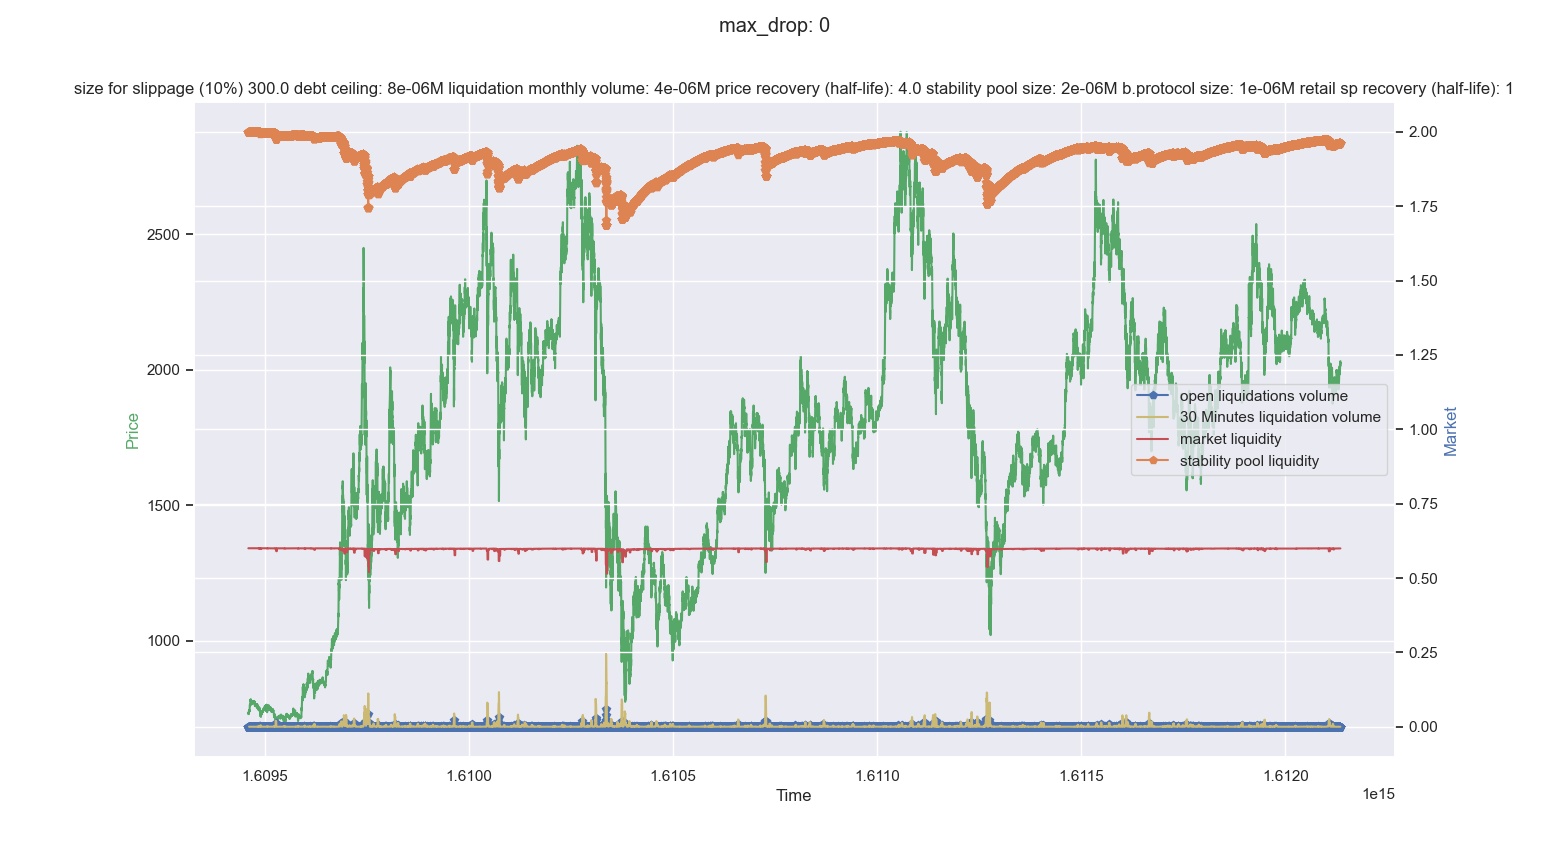 max_drop: 0
size for slippage (10%) 300.0 debt ceiling: 8e-06M liquidation monthly volume: 4e-06M price recovery (half-life): 4.0 stability pool size: 2e-06M b.protocol size: 1e-06M retail sp recovery (half-life): 1
2.00
1.75
2500
1.50
2000
1.25
open liquidations volume
30 Minutes liquidation volume
market liquidity
stability pool liquidity
Price
1.00
Market
1500
0.75
0.50
1000
0.25
0.00
1.6095
1.6100
1.6105
1.6110
1.6115
1.6120
Time
1e15